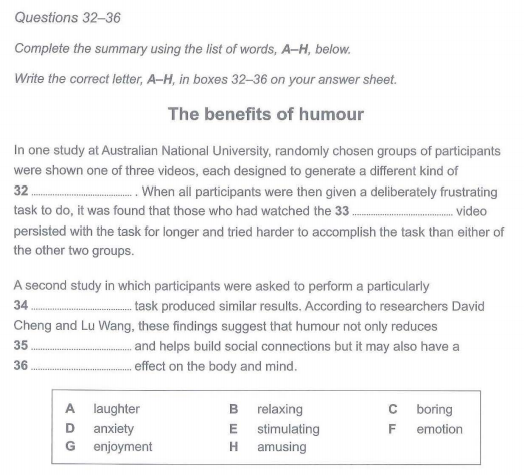 Questions 32–36
Complete the summary using the list of words, A–H, below.
Write the correct letter, A–H, in boxes 32–36 on your answer sheet.
The benefits of humour
In one study at Australian National University, randomly chosen groups of participants
were shown one of three videos, each designed to generate a different kind of
32 .................................. . When all participants were then given a deliberately frustrating
task to do, it was found that those who had watched the 33 .................................. video
persisted with the task for longer and tried harder to accomplish the task than either of
the other two groups.
A second study in which participants were asked to perform a particularly
34 .................................. task produced similar results. According to researchers David
Cheng and Lu Wang, these findings suggest that humour not only reduces
35 .................................. and helps build social connections but it may also have a
36 .................................. effect on the body and mind.
A laughter B relaxing C boring
D anxiety E stimulating F emotion
G enjoyment H amusing